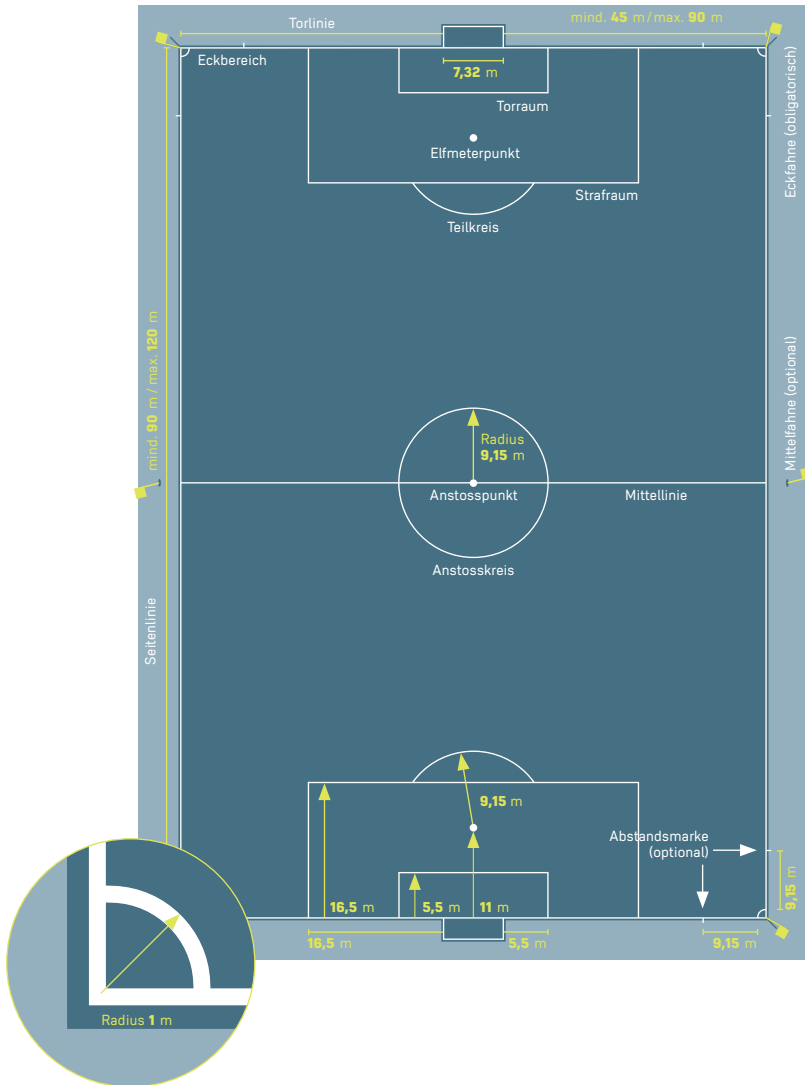 Torlinie
mind. 45 m/max. 90 m
Eckbereich
7,32 m
Torraum
Elfmeterpunkt
Strafraum
Teilkreis
Eckfahne (obligatorisch)
mind. 90 m / max. 120 m
Radius
9,15 m
Mittelfahne (optional)
Anstosspunkt
Mittellinie
Anstosskreis
Seitenlinie
9,15 m
Abstandsmarke
(optional)
9,15 m
16,5 m
5,5 m
11 m
16,5 m
5,5 m
9,15 m
Radius 1 m